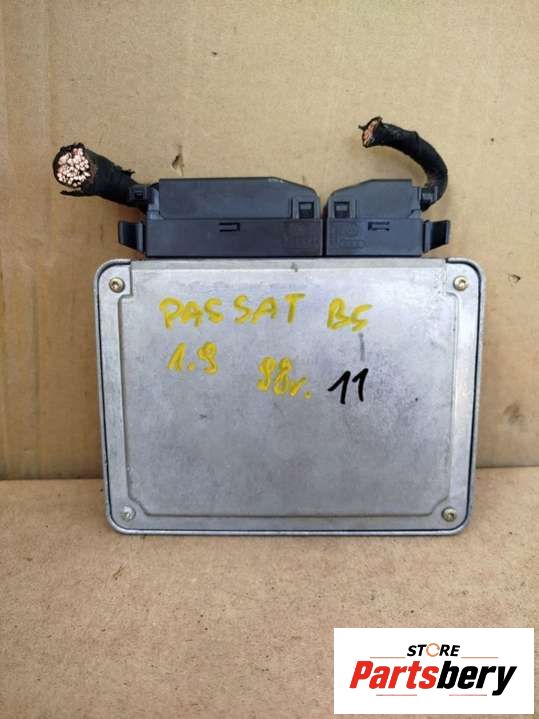 PASSAT B5
1.9 98r. 11
STORE
Partsbery